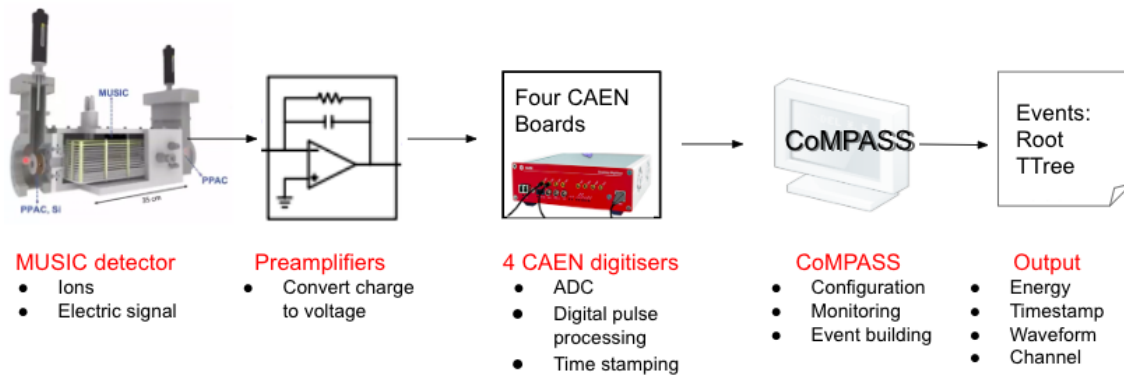 MUSIC
PPAC
35 cm
PPAC, Si
Four CAEN
Boards
CoMPASS
Events:
Root
TTree
MUSIC detector
● Ions
● Electric signal
Preamplifiers
● Convert charge
to voltage
4 CAEN digitisers
● ADC
● Digital pulse
processing
● Time stamping
CoMPASS
● Configuration
● Monitoring
● Event building
Output
● Energy
● Timestamp
● Waveform
● Channel